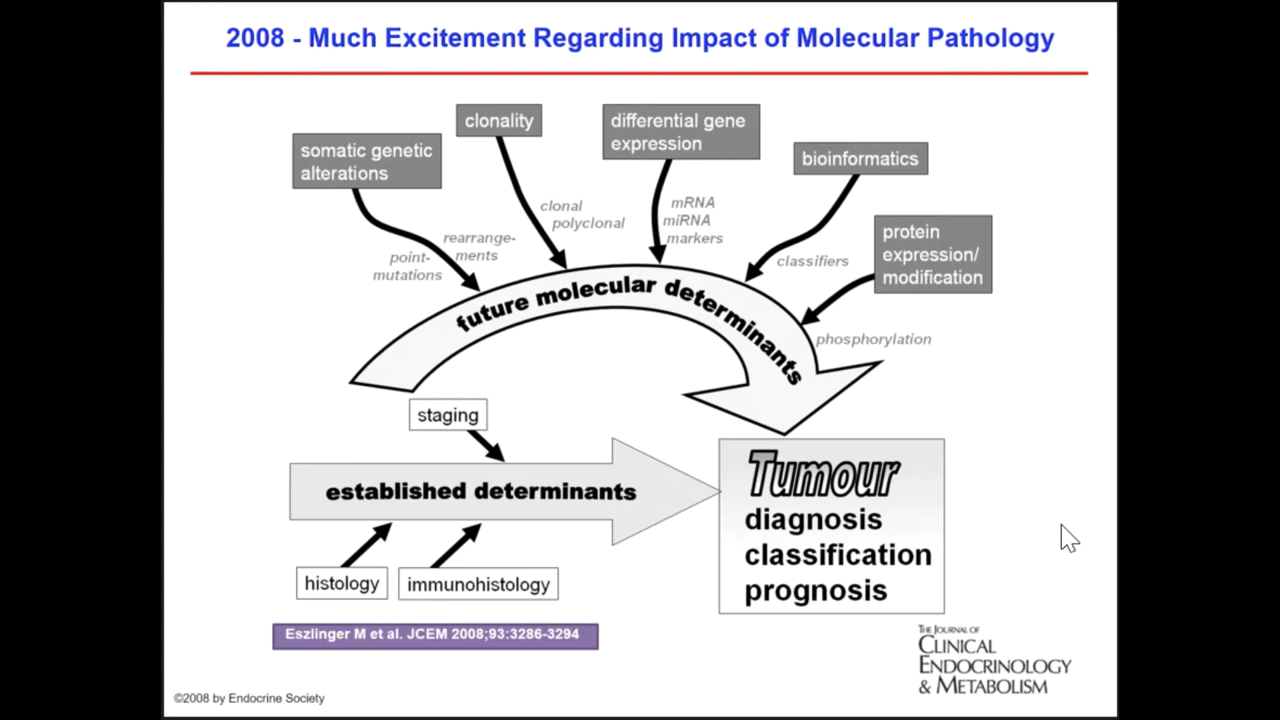 2008 - Much Excitement Regarding Impact of Molecular Pathology
clonality
differential gene
expression
somatic genetic
alterations
bioinformatics
clonal
polyclonal
mRNA
miRNA
markers
protein
expression/
modification
rearrange-
ments
point-
mutations
classifiers
future molecular determinants
phosphorylation
staging
established determinants
Tumour
diagnosis
classification
prognosis
histology
immunohistology
Eszlinger M et al. JCEM 2008;93:3286-3294
THE JOURNAL OF
CLINICAL
ENDOCRINOLOGY
& METABOLISM
©2008 by Endocrine Society